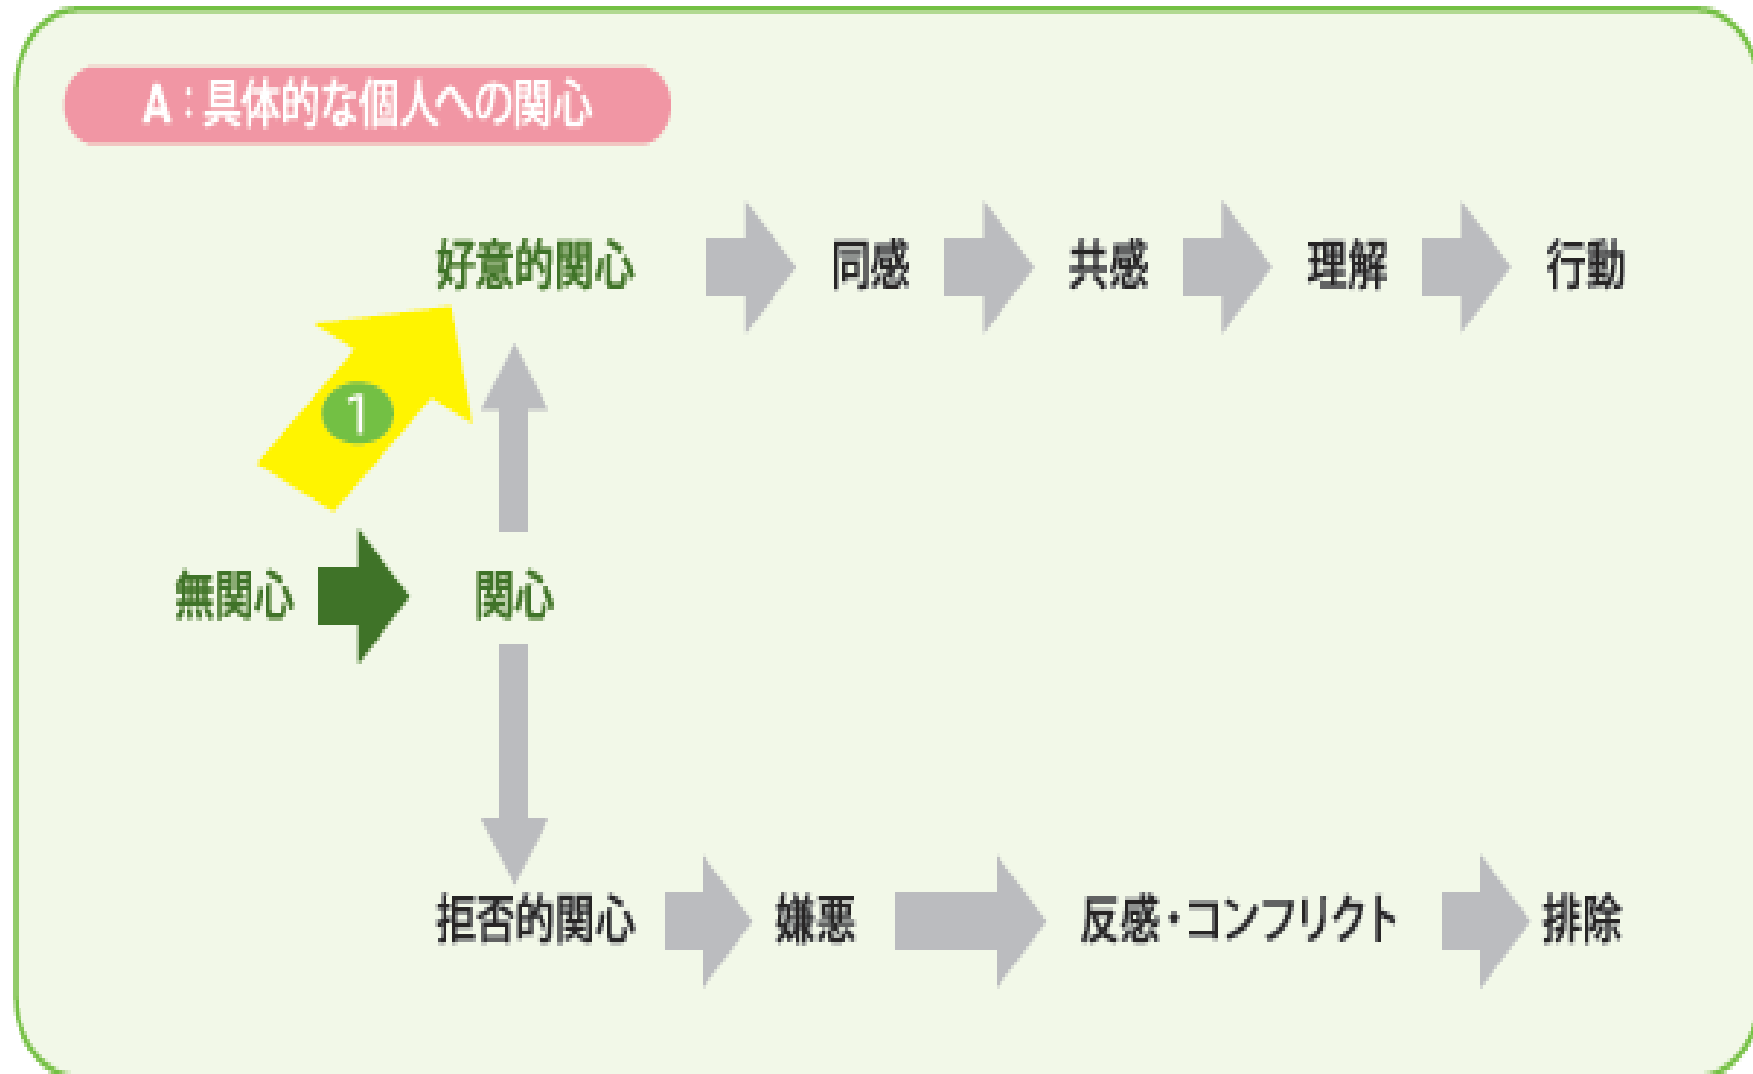 A：具体的な個人への関心
好意的関心
同感
共感
理解
行動
1
無関心
関心
拒否的関心
嫌悪
反感・コンフリクト
排除